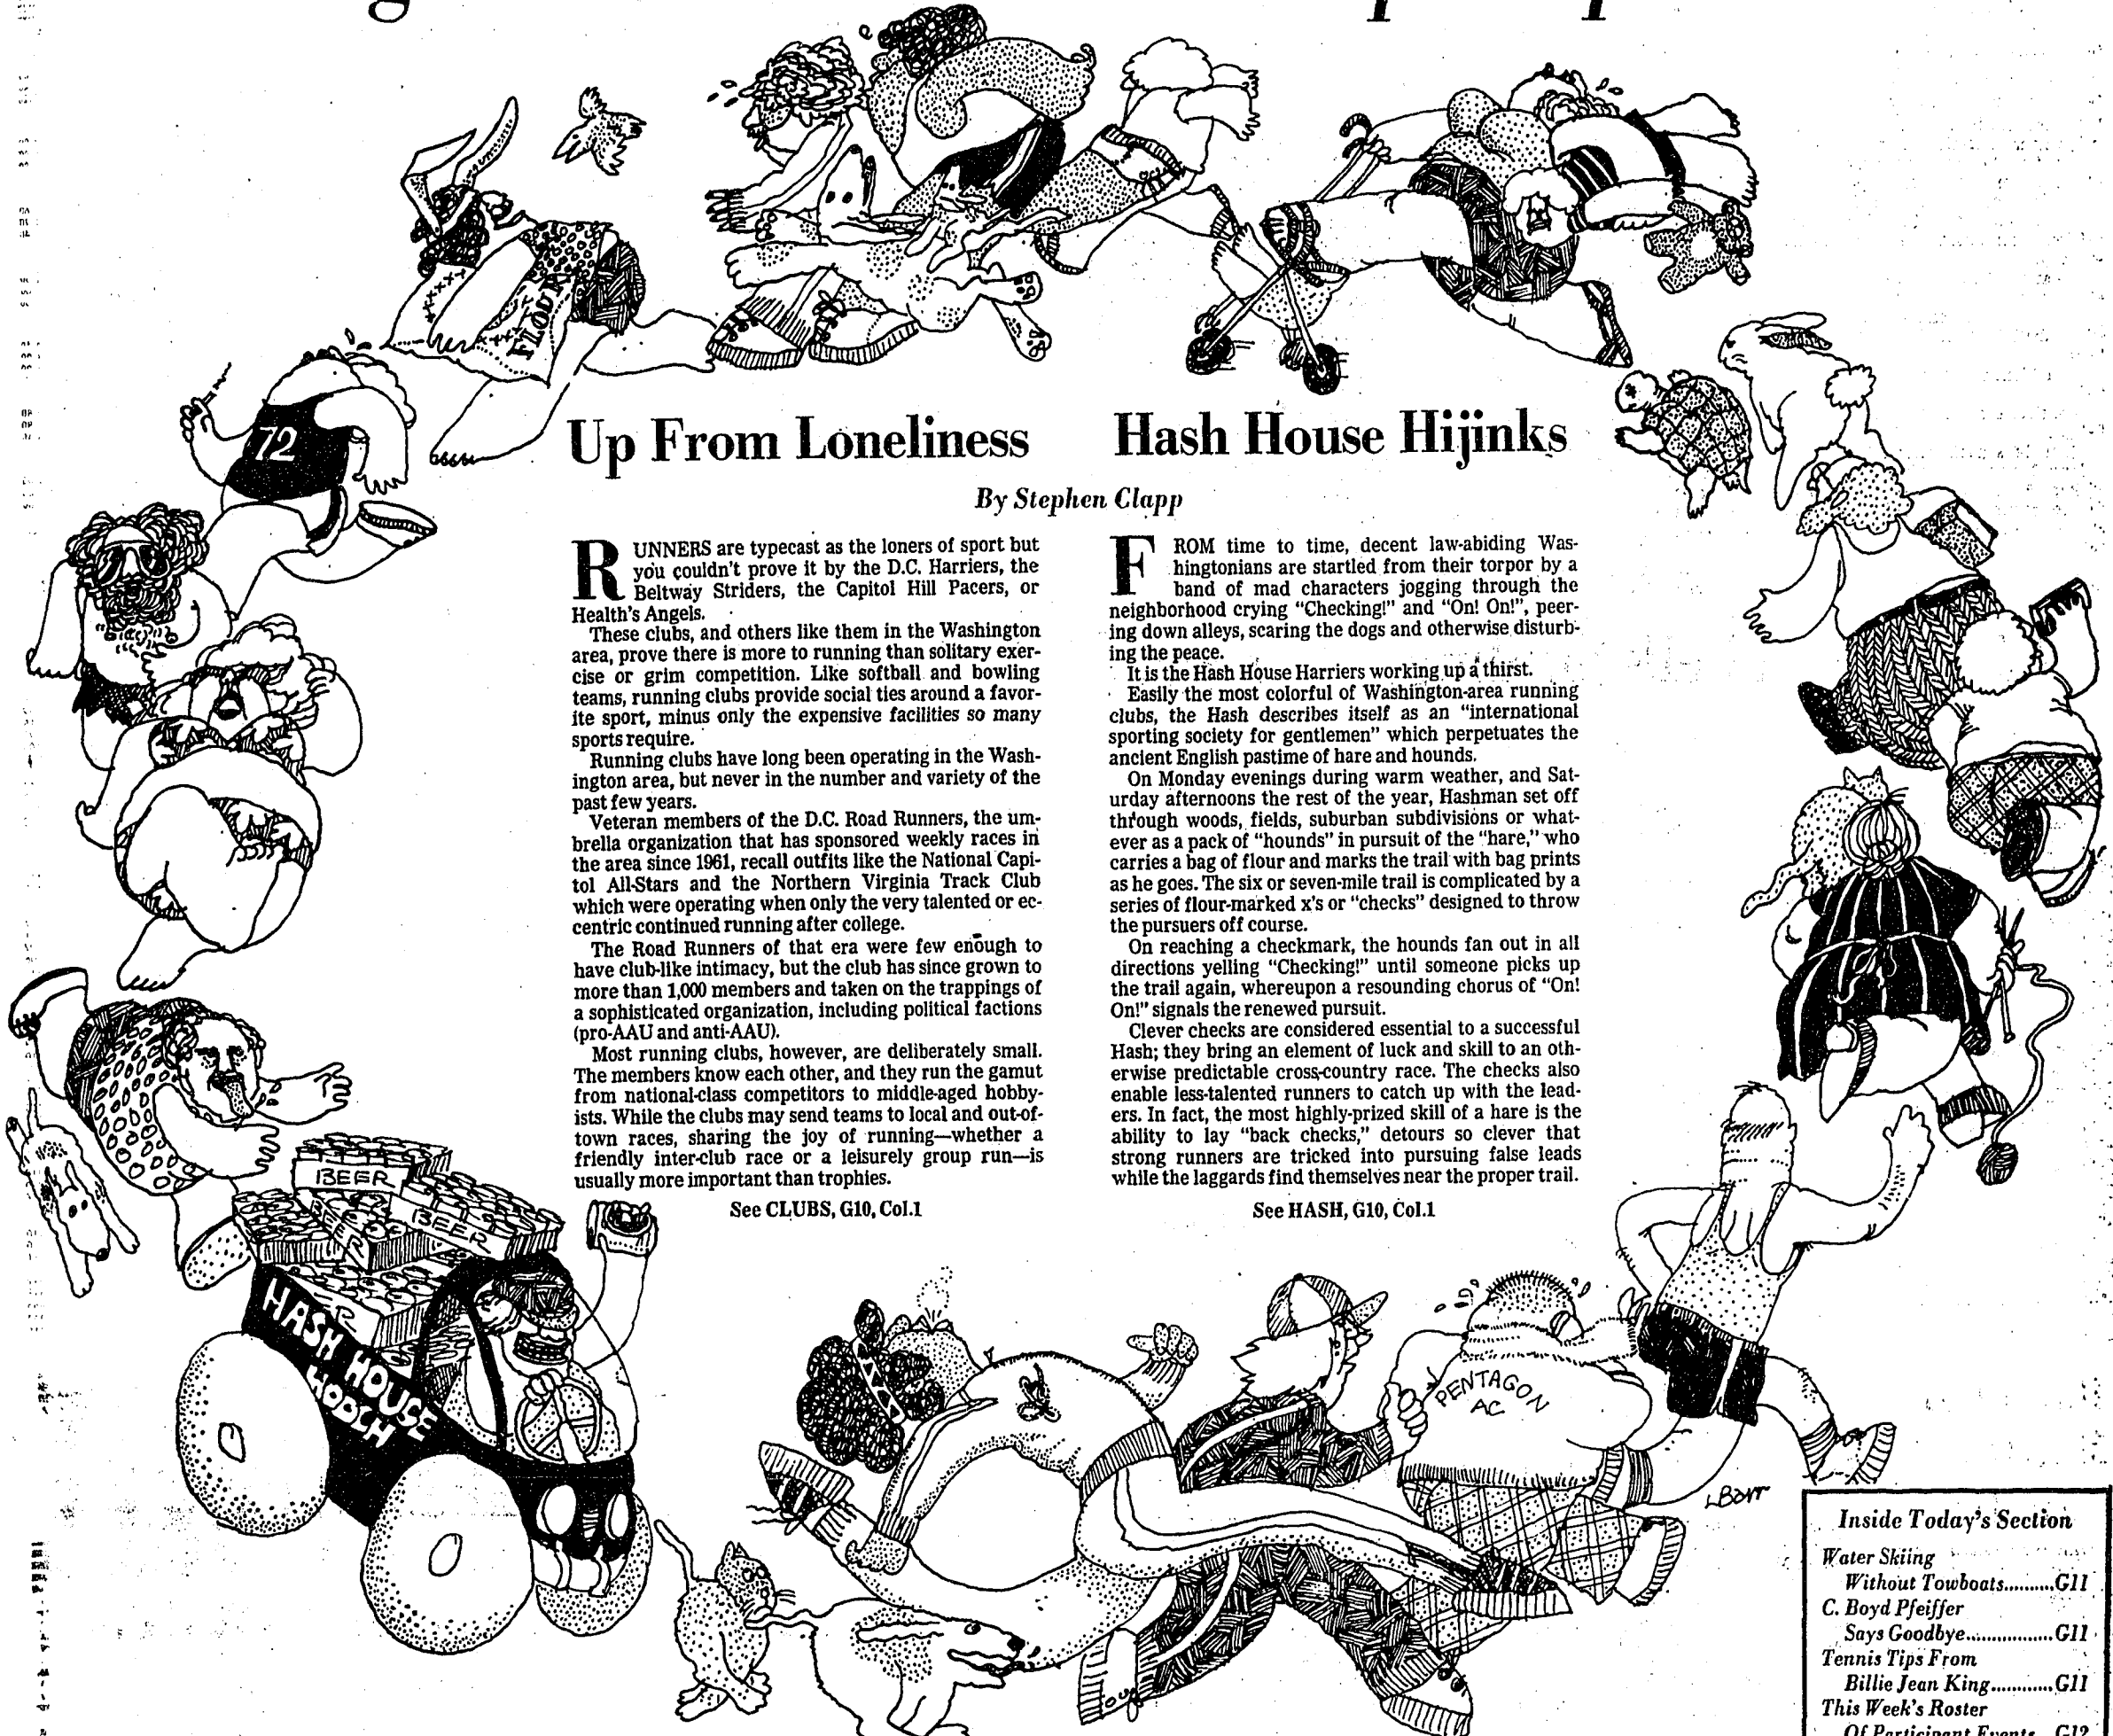 Up From Loneliness
Hash House Hijinks
By Stephen Clapp
RUNNERS are typecast as the loners of sport but
you couldn't prove it by the D.C. Harriers, the
Beltway Striders, the Capitol Hill Pacers, or
Health's Angels.
These clubs, and others like them in the Washington
area, prove there is more to running than solitary exer-
cise or grim competition. Like softball and bowling
teams, running clubs provide social ties around a favor-
ite sport, minus only the expensive facilities so many
sports require.
Running clubs have long been operating in the Wash-
ington area, but never in the number and variety of the
past few years.
Veteran members of the D.C. Road Runners, the um-
brella organization that has sponsored weekly races in
the area since 1961, recall outfits like the National Capi-
tol All-Stars and the Northern Virginia Track Club
which were operating when only the very talented or ec-
centric continued running after college.
The Road Runners of that era were few enough to
have club-like intimacy, but the club has since grown to
more than 1,000 members and taken on the trappings of
a sophisticated organization, including political factions
(pro-AAU and anti-AAU).
Most running clubs, however, are deliberately small.
The members know each other, and they run the gamut
from national-class competitors to middle-aged hobby-
ists. While the clubs may send teams to local and out-of-
town races, sharing the joy of running—whether a
friendly inter-club race or a leisurely group run—is
usually more important than trophies.
See CLUBS, G10, Col.1
FROM time to time, decent law-abiding Was-
hingtonians are startled from their torpor by a
band of mad characters jogging through the
neighborhood crying "Checking!" and "On! On!", peer-
ing down alleys, scaring the dogs and otherwise disturb-
ing the peace.
It is the Hash House Harriers working up a thirst.
Easily the most colorful of Washington-area running
clubs, the Hash describes itself as an "international
sporting society for gentlemen" which perpetuates the
ancient English pastime of hare and hounds.
On Monday evenings during warm weather, and Sat-
urday afternoons the rest of the year, Hashman set off
through woods, fields, suburban subdivisions or what-
ever as a pack of "hounds" in pursuit of the "hare," who
carries a bag of flour and marks the trail with bag prints
as he goes. The six or seven-mile trail is complicated by a
series of flour-marked x's or "checks" designed to throw
the pursuers off course.
On reaching a checkmark, the hounds fan out in all
directions yelling "Checking!" until someone picks up
the trail again, whereupon a resounding chorus of "On!
On!" signals the renewed pursuit.
Clever checks are considered essential to a successful
Hash; they bring an element of luck and skill to an oth-
erwise predictable cross-country race. The checks also
enable less-talented runners to catch up with the lead-
ers. In fact, the most highly-prized skill of a hare is the
ability to lay "back checks," detours so clever that
strong runners are tricked into pursuing false leads
while the laggards find themselves near the proper trail.
See HASH, G10, Col.1
FLOUR
72
BEER
BEER
BEER
HASH HOUSE
HOOCH
PENTAGON
AC
Barr
Inside Today's Section
Water Skiing
Without Towboats..........G11
C. Boyd Pfeiffer
Says Goodbye.................G11
Tennis Tips From
Billie Jean King............G11
This Week's Roster
Of Participant Events...G12